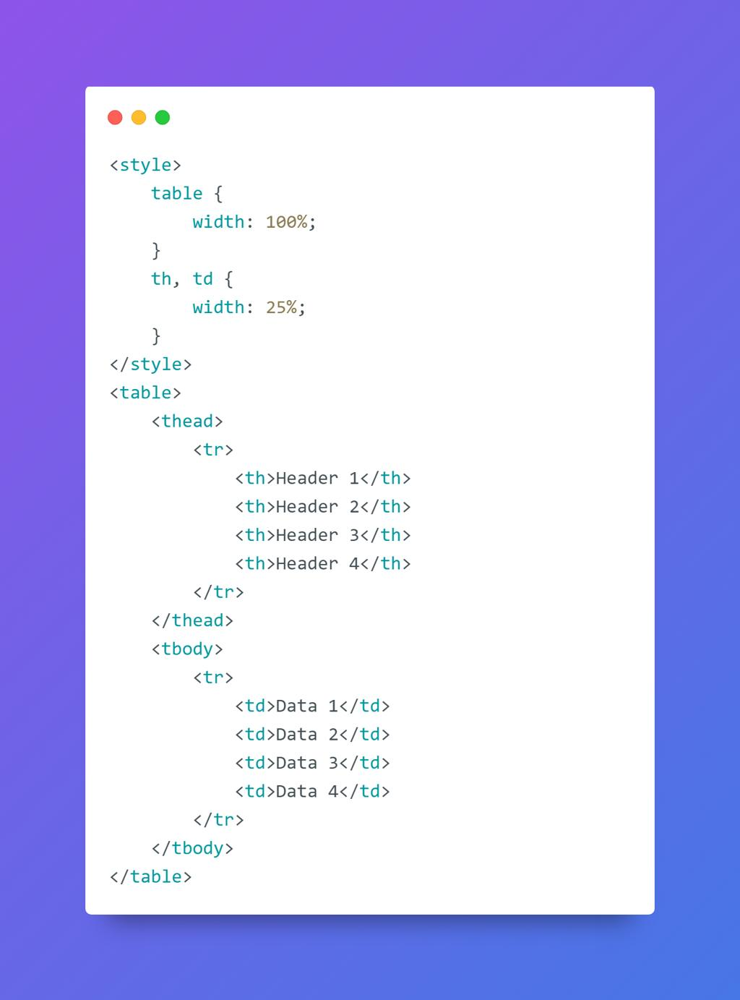 <style>
    table {
        width: 100%;
    }
    th, td {
        width: 25%;
    }
</style>
<table>
    <thead>
        <tr>
            <th>Header 1</th>
            <th>Header 2</th>
            <th>Header 3</th>
            <th>Header 4</th>
        </tr>
    </thead>
    <tbody>
        <tr>
            <td>Data 1</td>
            <td>Data 2</td>
            <td>Data 3</td>
            <td>Data 4</td>
        </tr>
    </tbody>
</table>